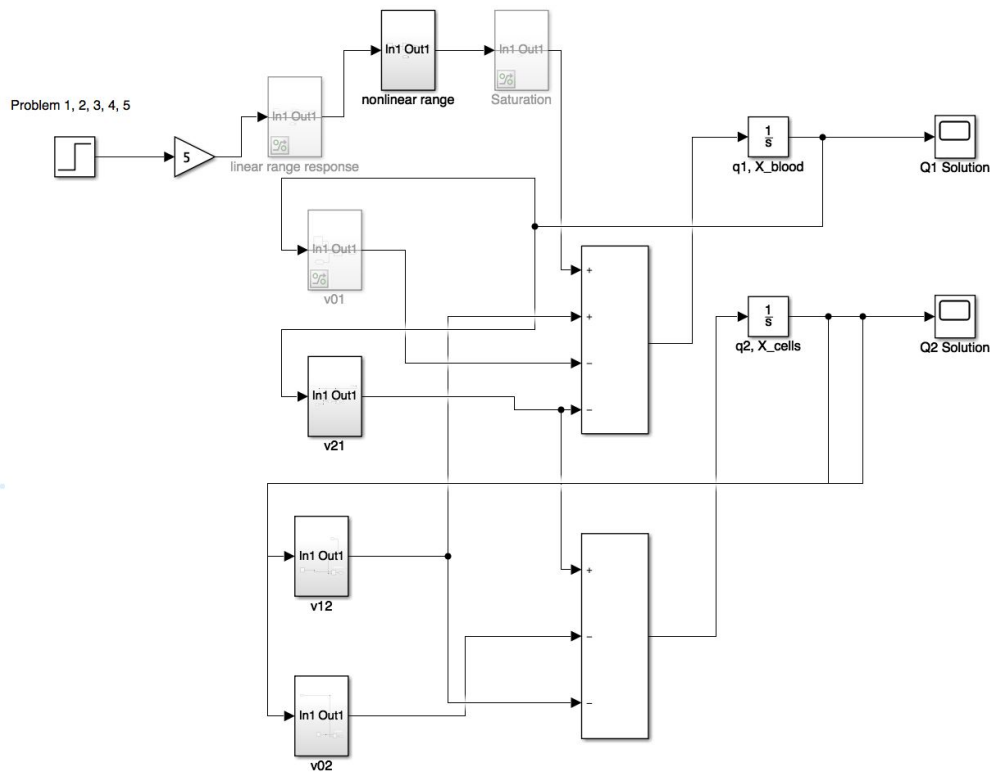 In1 Out1
nonlinear range
In1 Out1
Saturation
Problem 1, 2, 3, 4, 5
5
In1 Out1
linear range response
1
s
q1, X_blood
Q1 Solution
In1 Out1
v01
+
+
−
−
1
s
q2, X_cells
Q2 Solution
In1 Out1
v21
In1 Out1
v12
+
−
−
In1 Out1
v02